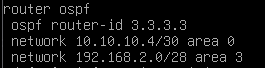 router ospf
ospf router-id 3.3.3.3
network 10.10.10.4/30 area 0
network 192.168.2.0/28 area 3